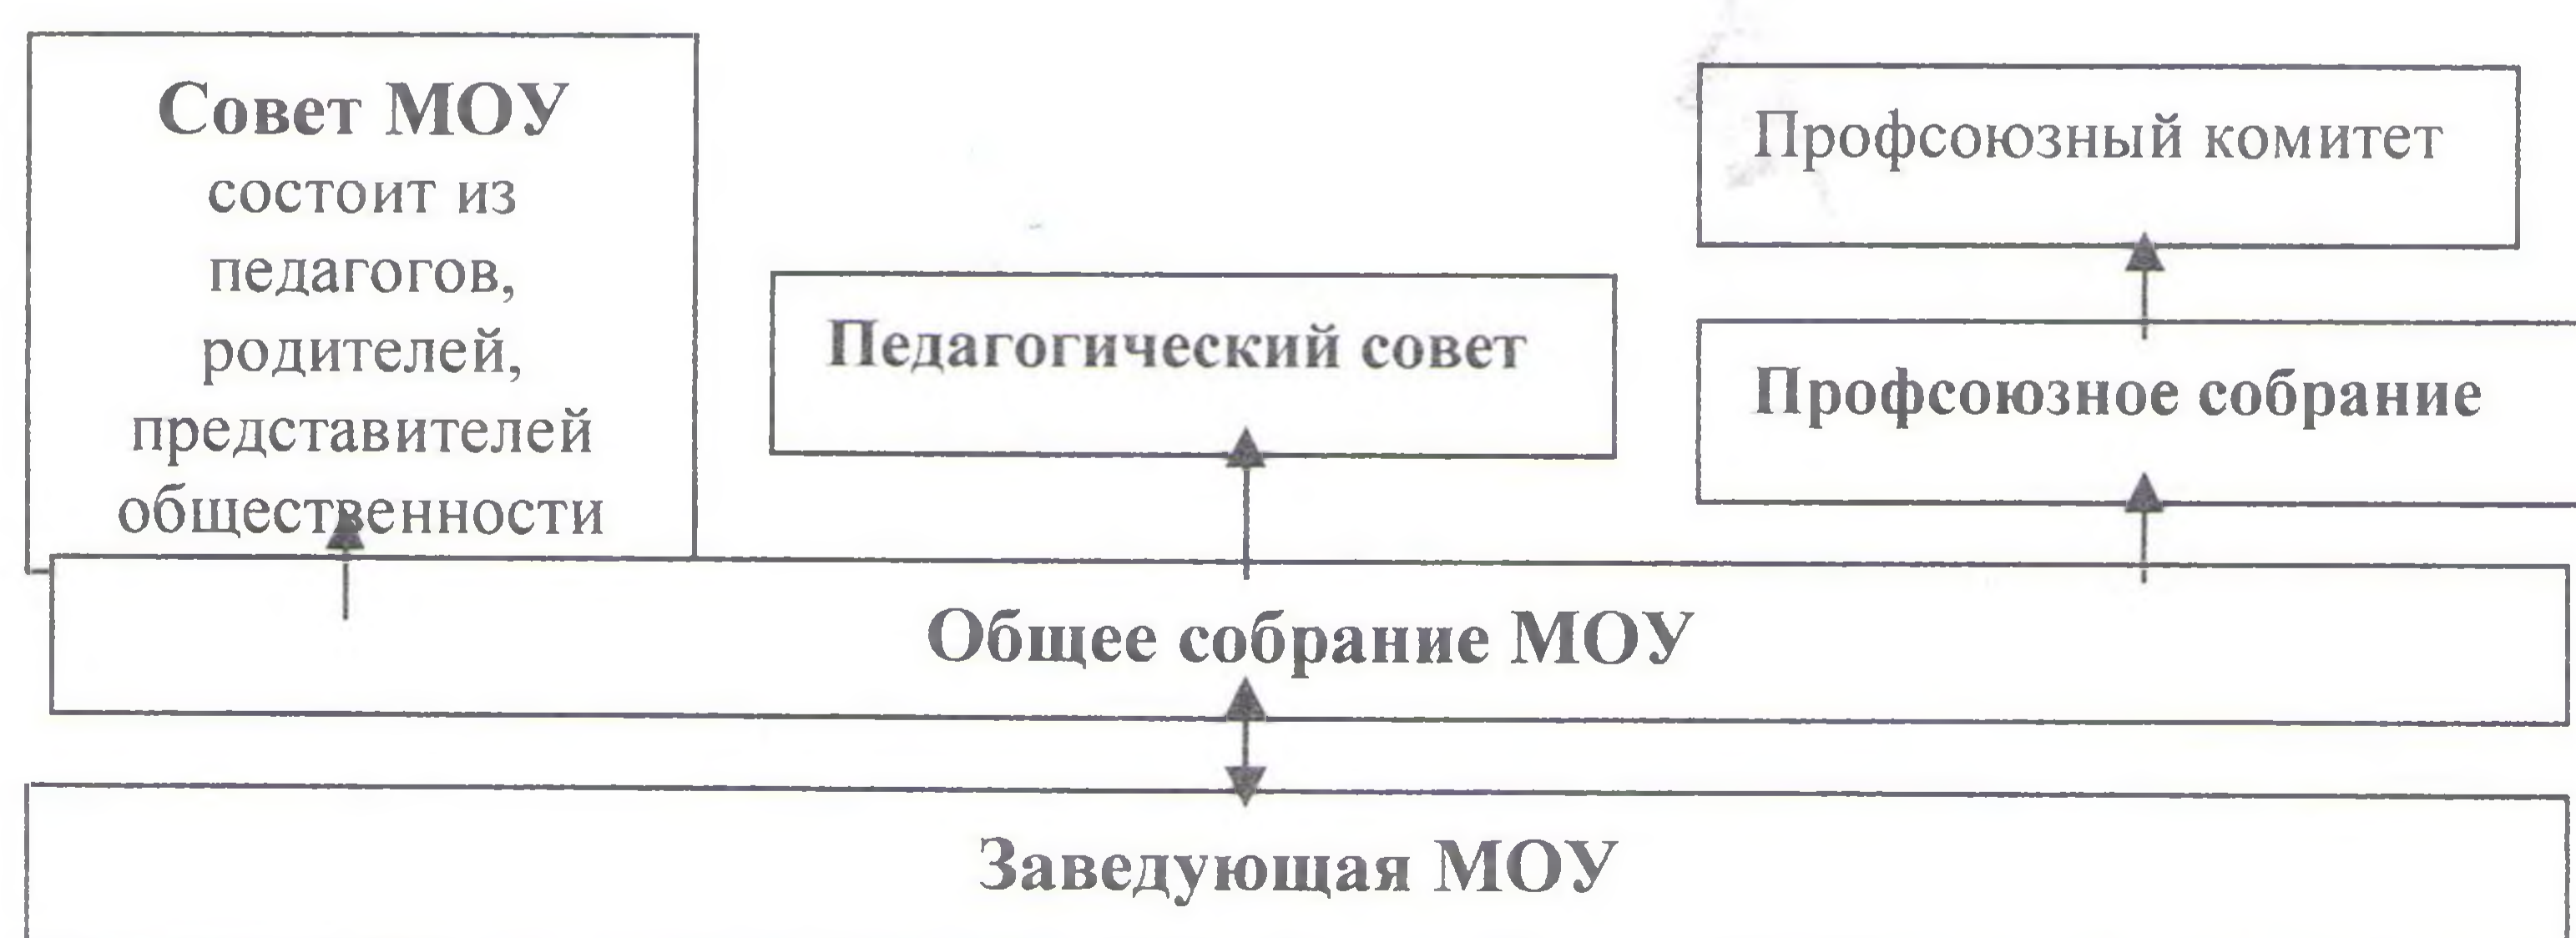 Совет МОУ
состоит из
педагогов,
родителей,
представителей
общественности
Педагогический совет
Профсоюзный комитет
Профсоюзное собрание
Общее собрание МОУ
Заведующая МОУ